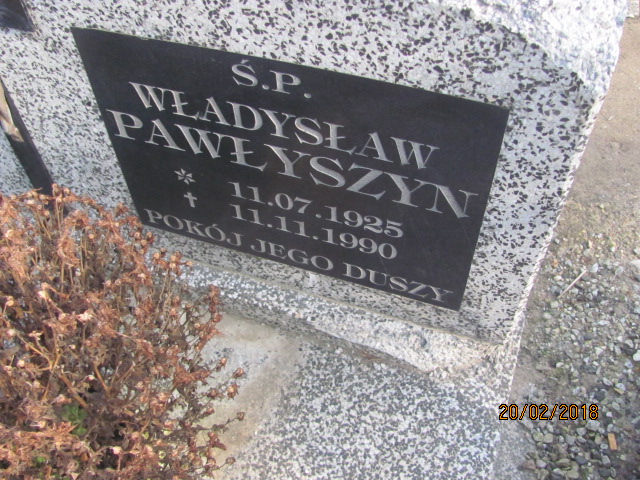 Ś.P.
WŁADYSŁAW
PAWŁYSZYN
11.07.1925
11.11.1990
POKÓJ JEGO DUSZY
20/02/2018